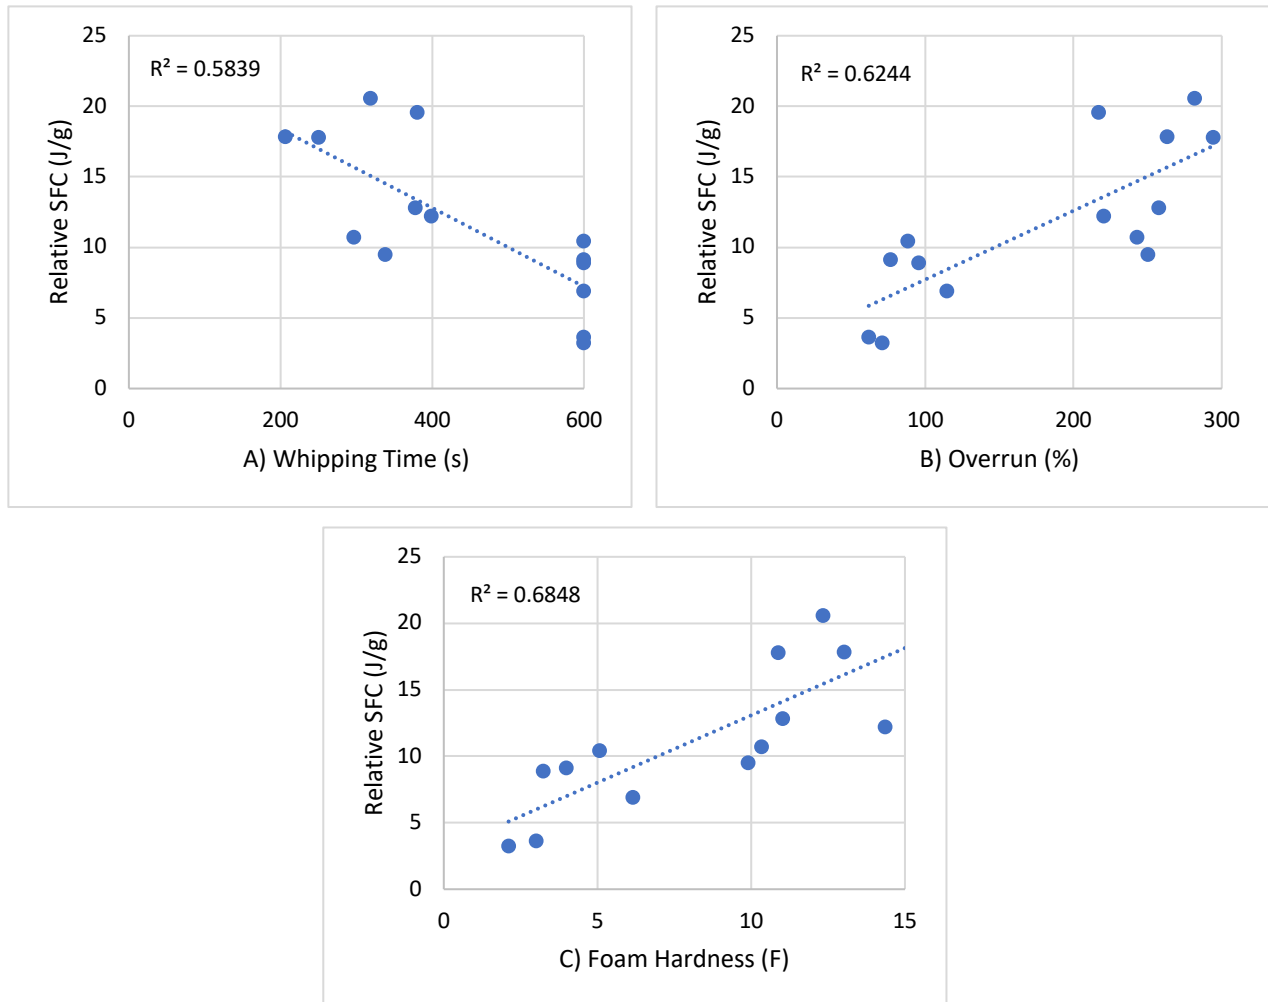 R² = 0.5839
Relative SFC (J/g)
25
20
15
10
5
0
0 200 400 600
A) Whipping Time (s)
R² = 0.6244
Relative SFC (J/g)
25
20
15
10
5
0
0 100 200 300
B) Overrun (%)
R² = 0.6848
Relative SFC (J/g)
25
20
15
10
5
0
0 5 10 15
C) Foam Hardness (F)